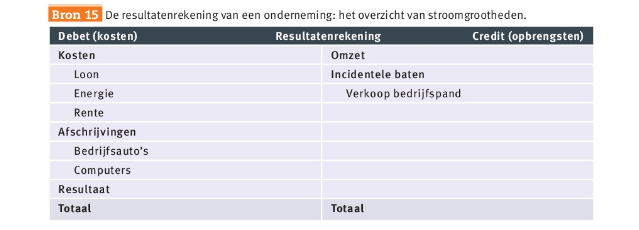 Bron 15 De resultatenrekening van een onderneming: het overzicht van stroomgrootheden.
Debet (kosten) Resultatenrekening Credit (opbrengsten)
Kosten Omzet
Loon Incidentele baten
Energie Verkoop bedrijfspand
Rente
Afschrijvingen
Bedrijfsauto's
Computers
Resultaat
Totaal Totaal